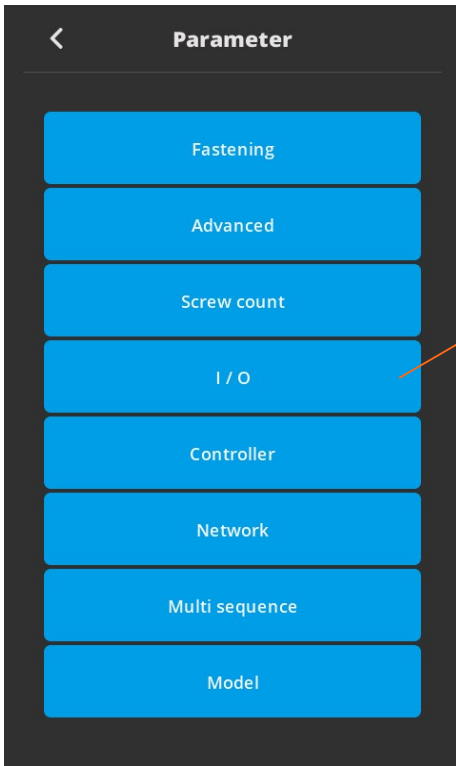 Parameter
Fastening
Advanced
Screw count
I / O
Controller
Network
Multi sequence
Model